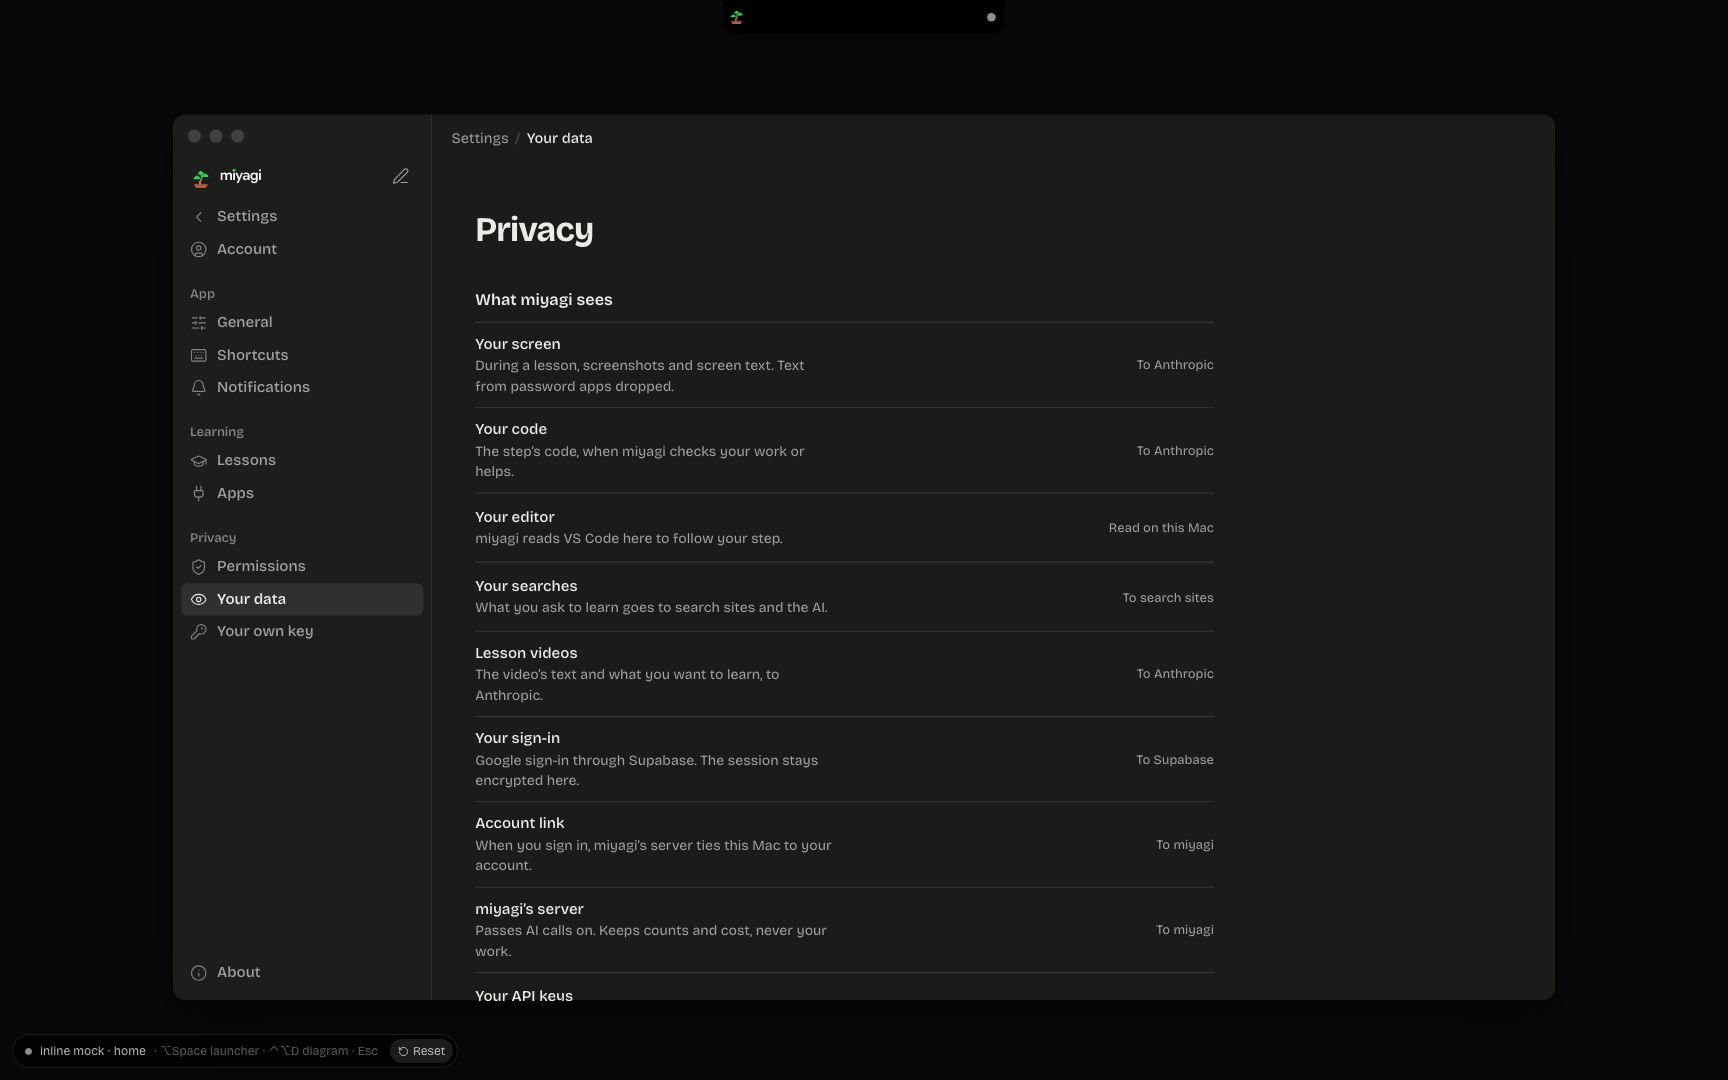 miyagi
Settings
Account
App
General
Shortcuts
Notifications
Learning
Lessons
Apps
Privacy
Permissions
Your data
Your own key
About
Settings / Your data
Privacy
What miyagi sees
Your screen
During a lesson, screenshots and screen text. Text
from password apps dropped.
To Anthropic
Your code
The step's code, when miyagi checks your work or
helps.
To Anthropic
Your editor
miyagi reads VS Code here to follow your step.
Read on this Mac
Your searches
What you ask to learn goes to search sites and the AI.
To search sites
Lesson videos
The video's text and what you want to learn, to
Anthropic.
To Anthropic
Your sign-in
Google sign-in through Supabase. The session stays
encrypted here.
To Supabase
Account link
When you sign in, miyagi's server ties this Mac to your
account.
To miyagi
miyagi's server
Passes AI calls on. Keeps counts and cost, never your
work.
To miyagi
Your API keys
inline mock · home · ⌥Space launcher · ^⌥D diagram · Esc Reset